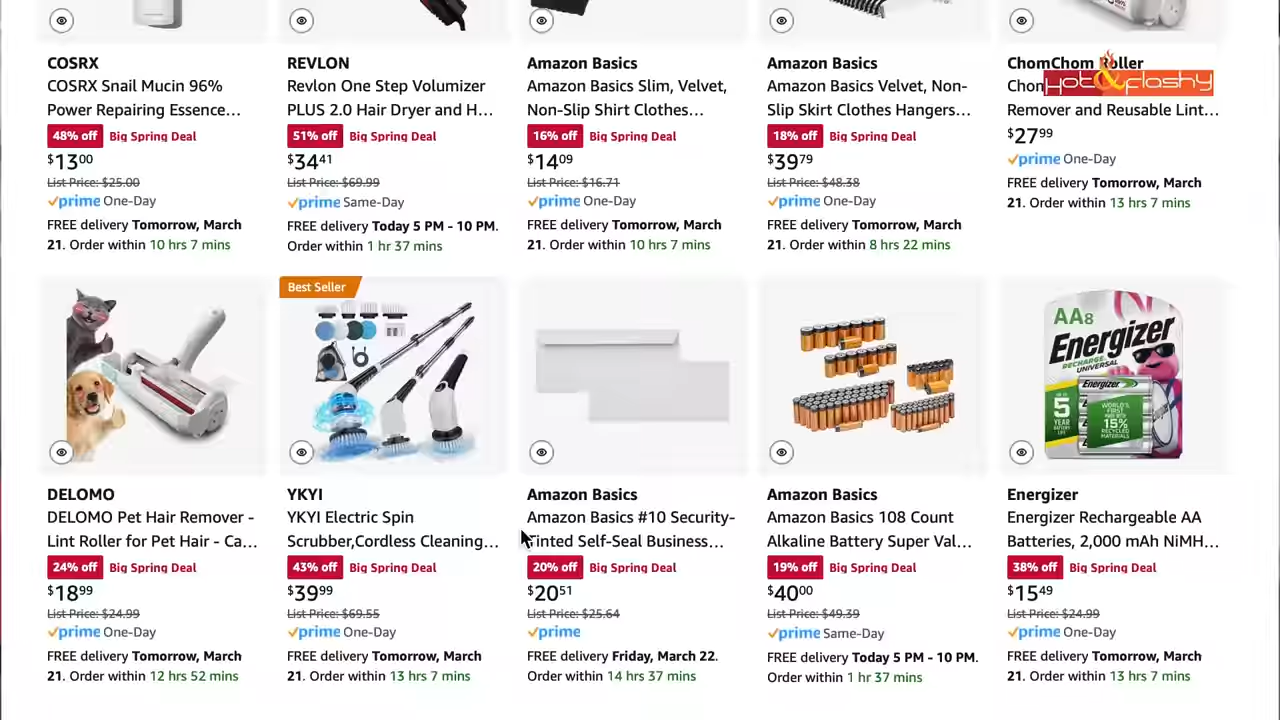 COSRX
COSRX Snail Mucin 96%
Power Repairing Essence...
48% off Big Spring Deal
$13 00
List Price: $25.00
prime One-Day
FREE delivery Tomorrow, March
21. Order within 10 hrs 7 mins
REVLON
Revlon One Step Volumizer
PLUS 2.0 Hair Dryer and H...
51% off Big Spring Deal
$34 41
List Price: $69.99
prime Same-Day
FREE delivery Today 5 PM - 10 PM.
Order within 1 hr 37 mins
Amazon Basics
Amazon Basics Slim, Velvet,
Non-Slip Shirt Clothes...
16% off Big Spring Deal
$14 09
List Price: $16.71
prime One-Day
FREE delivery Tomorrow, March
21. Order within 10 hrs 7 mins
Amazon Basics
Amazon Basics Velvet, Non-
Slip Skirt Clothes Hangers...
18% off Big Spring Deal
$39 79
List Price: $48.38
prime One-Day
FREE delivery Tomorrow, March
21. Order within 8 hrs 22 mins
ChomChom Roller
Hot & flashy
Remover and Reusable Lint...
$27 99
prime One-Day
FREE delivery Tomorrow, March
21. Order within 13 hrs 7 mins
DELOMO
DELOMO Pet Hair Remover -
Lint Roller for Pet Hair - Ca...
24% off Big Spring Deal
$18 99
List Price: $24.99
prime One-Day
FREE delivery Tomorrow, March
21. Order within 12 hrs 52 mins
Best Seller
YKYI
YKYI Electric Spin
Scrubber,Cordless Cleaning...
43% off Big Spring Deal
$39 99
List Price: $69.55
prime One-Day
FREE delivery Tomorrow, March
21. Order within 13 hrs 7 mins
Amazon Basics
Amazon Basics #10 Security-
Tinted Self-Seal Business...
20% off Big Spring Deal
$20 51
List Price: $25.64
prime
FREE delivery Friday, March 22.
Order within 14 hrs 37 mins
Amazon Basics
Amazon Basics 108 Count
Alkaline Battery Super Val...
19% off Big Spring Deal
$40 00
List Price: $49.39
prime Same-Day
FREE delivery Today 5 PM - 10 PM.
Order within 1 hr 37 mins
AA8
Energizer
RECHARGE
UNIVERSAL
Energizer
5
YEAR
WORLD'S
FIRST
15%
RECYCLED
MATERIALS
Energizer
Energizer Rechargeable AA
Batteries, 2,000 mAh NiMH...
38% off Big Spring Deal
$15 49
List Price: $24.99
prime One-Day
FREE delivery Tomorrow, March
21. Order within 13 hrs 7 mins